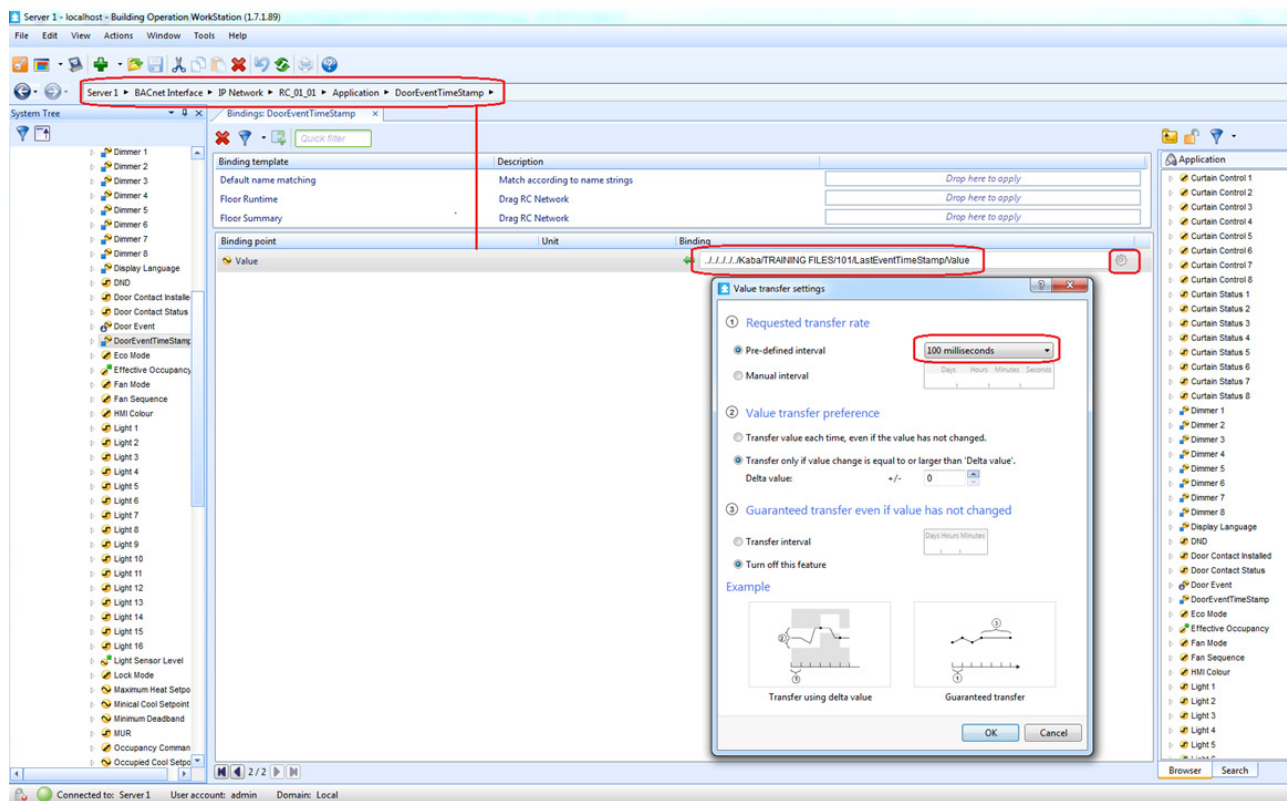 Server 1 - localhost - Building Operation WorkStation (1.7.1.89)
File Edit View Actions Window Tools Help
Server 1 BACnet Interface IP Network RC_01_01 Application DoorEventTimeStamp
System Tree
Dimmer 1
Dimmer 2
Dimmer 3
Dimmer 4
Dimmer 5
Dimmer 6
Dimmer 7
Dimmer 8
Display Language
DND
Door Contact Installe
Door Contact Status
Door Event
DoorEventTimeStamp
Eco Mode
Effective Occupancy
Fan Mode
Fan Sequence
HMI Colour
Light 1
Light 2
Light 3
Light 4
Light 5
Light 6
Light 7
Light 8
Light 9
Light 10
Light 11
Light 12
Light 13
Light 14
Light 15
Light 16
Light Sensor Level
Lock Mode
Maximum Heat Setpo
Minical Cool Setpoint
Minimum Deadband
MUR
Occupancy Comman
Occupied Cool Setpo
Bindings: DoorEventTimeStamp
Quick filter
Binding template Description
Default name matching Match according to name strings Drop here to apply
Floor Runtime Drag RC Network Drop here to apply
Floor Summary Drag RC Network Drop here to apply
Binding point Unit Binding
Value ../../../../../Kaba/TRAINING FILES/101/LastEventTimeStamp/Value
Value transfer settings
1 Requested transfer rate
Pre-defined interval 100 milliseconds
Manual interval Days Hours Minutes Seconds
2 Value transfer preference
Transfer value each time, even if the value has not changed.
Transfer only if value change is equal to or larger than 'Delta value'.
Delta value: +/- 0
3 Guaranteed transfer even if value has not changed
Transfer interval Days Hours Minutes
Turn off this feature
Example
2 1
3 1
Transfer using delta value Guaranteed transfer
OK Cancel
2 / 2
Application
Curtain Control 1
Curtain Control 2
Curtain Control 3
Curtain Control 4
Curtain Control 5
Curtain Control 6
Curtain Control 7
Curtain Control 8
Curtain Status 1
Curtain Status 2
Curtain Status 3
Curtain Status 4
Curtain Status 5
Curtain Status 6
Curtain Status 7
Curtain Status 8
Dimmer 1
Dimmer 2
Dimmer 3
Dimmer 4
Dimmer 5
Dimmer 6
Dimmer 7
Dimmer 8
Display Language
DND
Door Contact Installed
Door Contact Status
Door Event
DoorEventTimeStamp
Eco Mode
Effective Occupancy
Fan Mode
Fan Sequence
HMI Colour
Light 1
Light 2
Light 3
Light 4
Light 5
Browser Search
Connected to: Server 1 User account: admin Domain: Local